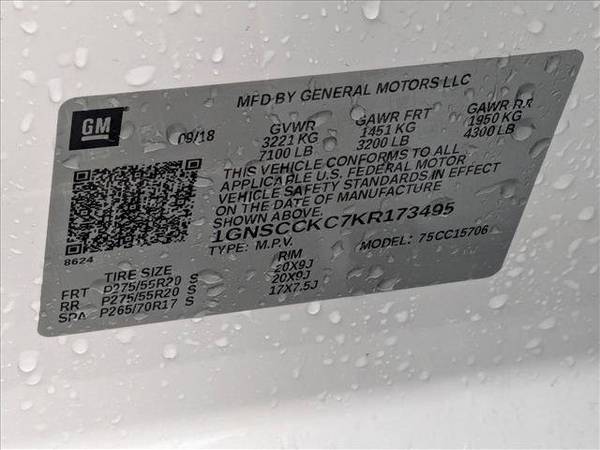 MFD BY GENERAL MOTORS LLC
GM
09/18
GVWR GAWR FRT GAWR RR
3221 KG 1451 KG 1950 KG
7100 LB 3200 LB 4300 LB
THIS VEHICLE CONFORMS TO ALL
APPLICABLE U.S. FEDERAL MOTOR
VEHICLE SAFETY STANDARDS IN EFFECT
ON THE DATE OF MANUFACTURE
SHOWN ABOVE.
1GNSCCKC7KR173495
TYPE: M.P.V. MODEL: 75CC15706
8624
TIRE SIZE RIM
FRT P275/55R20 S 20X9J
RR P275/55R20 S 20X9J
SPA P265/70R17 S 17X7.5J